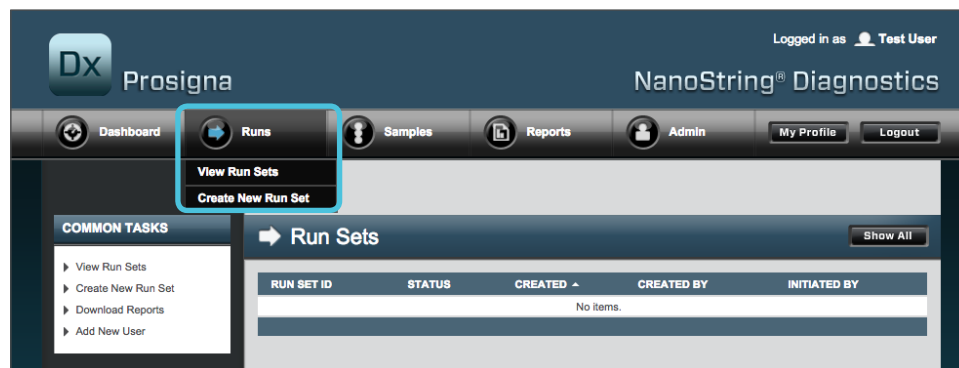 Logged in as Test User
Dx Prosigna
NanoString® Diagnostics
Dashboard Runs Samples Reports Admin My Profile Logout
View Run Sets
Create New Run Set
COMMON TASKS
View Run Sets
Create New Run Set
Download Reports
Add New User
Run Sets Show All
RUN SET ID STATUS CREATED CREATED BY INITIATED BY
No items.